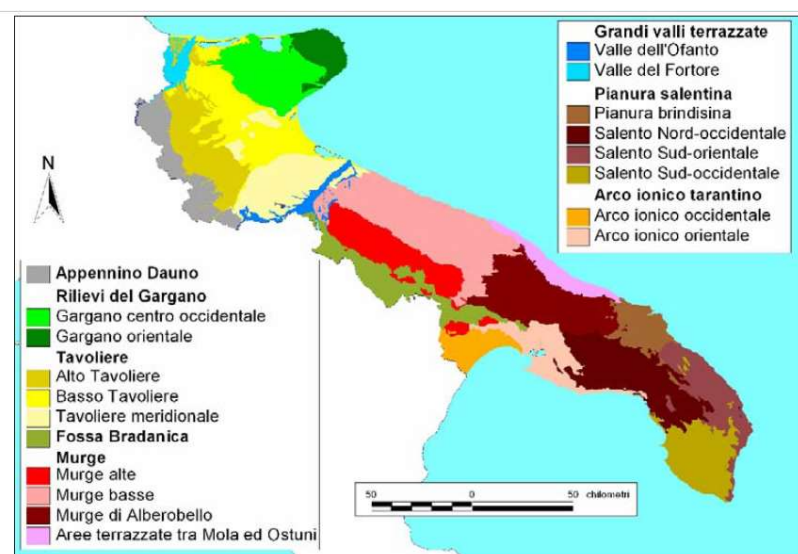 Grandi valli terrazzate
Valle dell'Ofanto
Valle del Fortore
Pianura salentina
Pianura brindisina
Salento Nord-occidentale
Salento Sud-orientale
Salento Sud-occidentale
Arco ionico tarantino
Arco ionico occidentale
Arco ionico orientale
N
Appennino Dauno
Rilievi del Gargano
Gargano centro occidentale
Gargano orientale
Tavoliere
Alto Tavoliere
Basso Tavoliere
Tavoliere meridionale
Fossa Bradanica
Murge
Murge alte
Murge basse
Murge di Alberobello
Aree terrazzate tra Mola ed Ostuni
50 0 50 chilometri